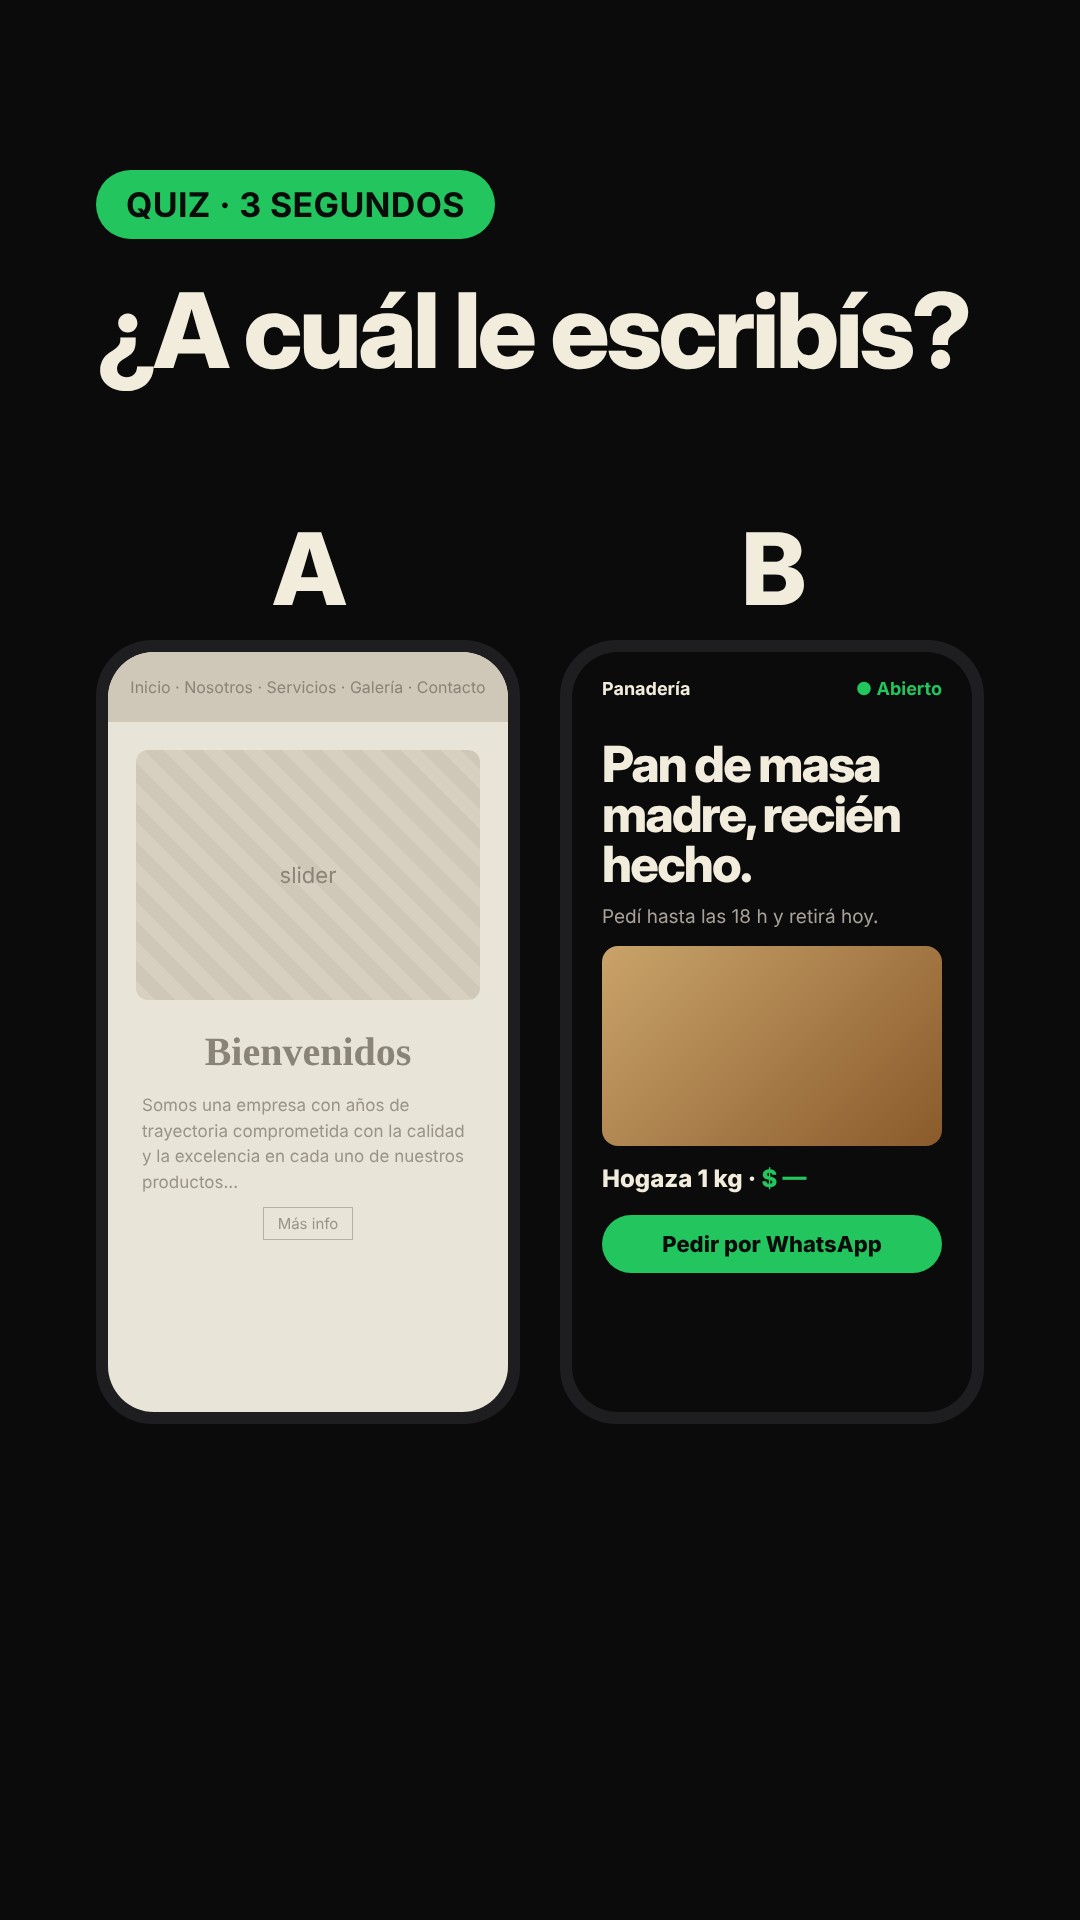 QUIZ · 3 SEGUNDOS
¿A cuál le escribís?
A
Inicio · Nosotros · Servicios · Galería · Contacto
slider
Bienvenidos
Somos una empresa con años de
trayectoria comprometida con la calidad
y la excelencia en cada uno de nuestros
productos...
Más info
B
Panadería
Abierto
Pan de masa
madre, recién
hecho.
Pedí hasta las 18 h y retirá hoy.
Hogaza 1 kg · $ —
Pedir por WhatsApp